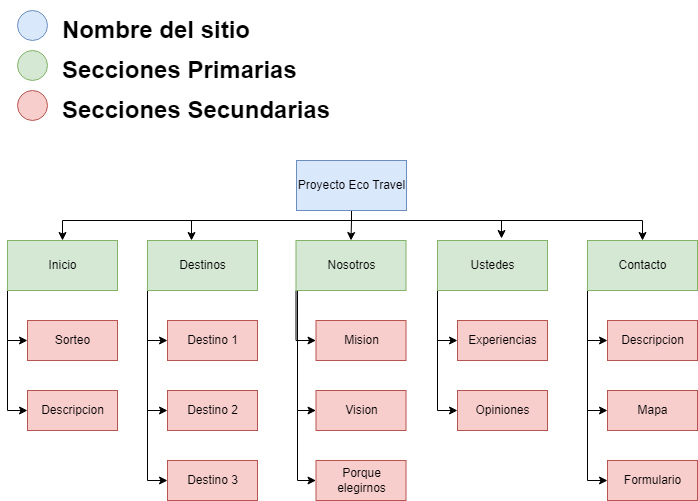 Nombre del sitio
Secciones Primarias
Secciones Secundarias
Proyecto Eco Travel
Inicio
Destinos
Nosotros
Ustedes
Contacto
Sorteo
Destino 1
Mision
Experiencias
Descripcion
Descripcion
Destino 2
Vision
Opiniones
Mapa
Destino 3
Porque
elegirnos
Formulario